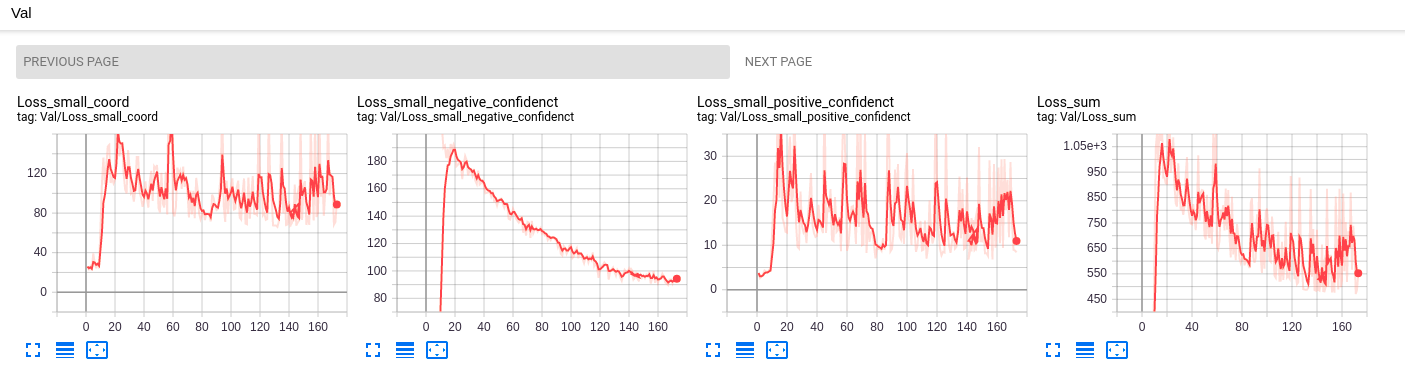 Val
PREVIOUS PAGE NEXT PAGE
Loss_small_coord
tag: Val/Loss_small_coord
120
80
40
0
0 20 40 60 80 100 120 140 160
Loss_small_negative_confidenct
tag: Val/Loss_small_negative_confidenct
180
160
140
120
100
80
0 20 40 60 80 100 120 140 160
Loss_small_positive_confidenct
tag: Val/Loss_small_positive_confidenct
30
20
10
0
0 20 40 60 80 100 120 140 160
Loss_sum
tag: Val/Loss_sum
1.05e+3
950
850
750
650
550
450
0 40 80 120 160